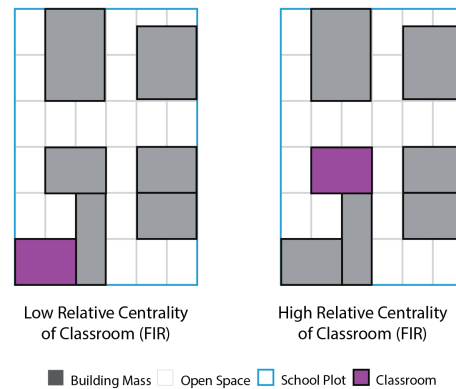 Low Relative Centrality
of Classroom (FIR)
High Relative Centrality
of Classroom (FIR)
Building Mass
Open Space
School Plot
Classroom